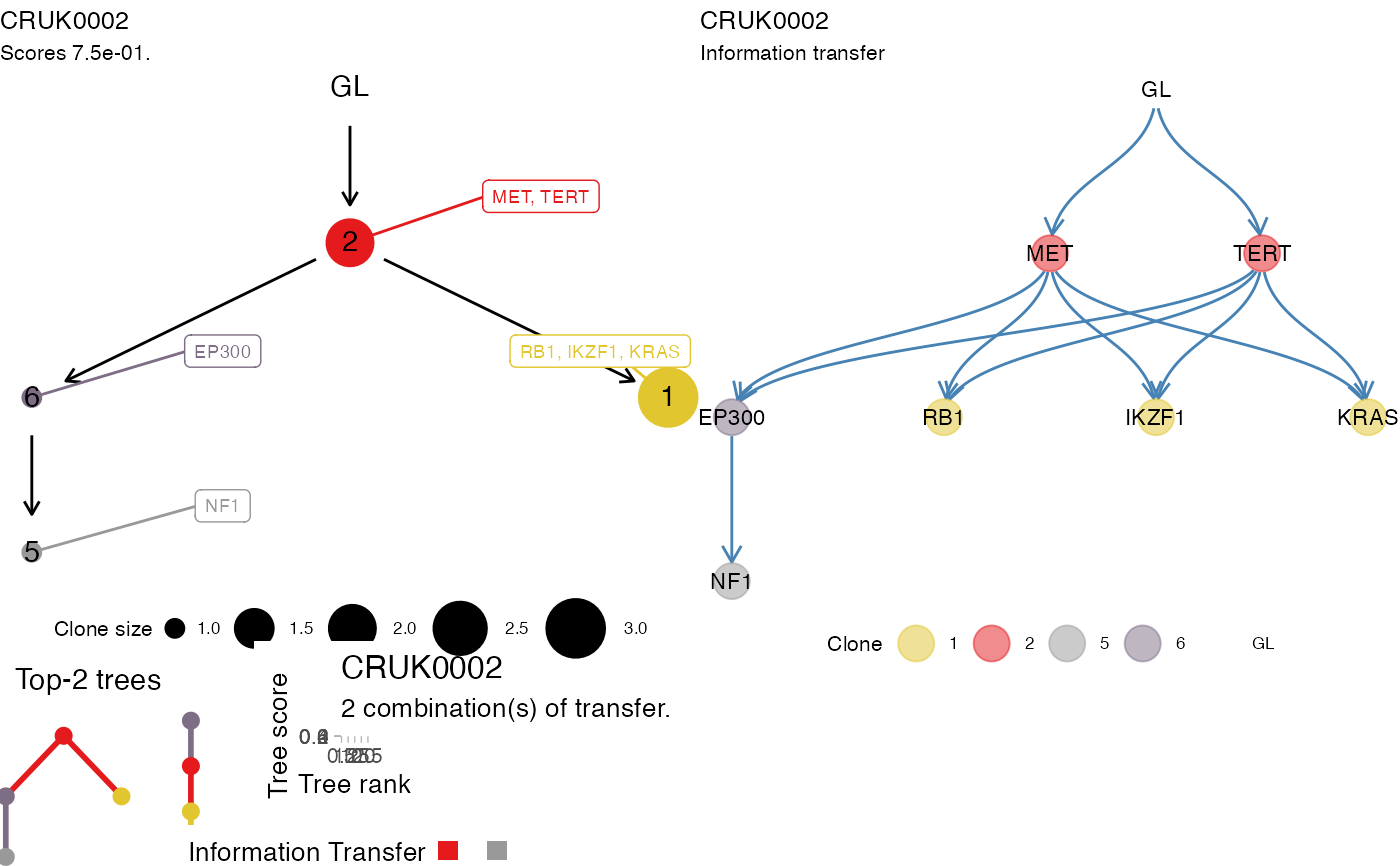 CRUK0002
Scores 7.5e-01.
GL
2
MET, TERT
EP300
RB1, IKZF1, KRAS
6
1
NF1
5
Clone size 1.0 1.5 2.0 2.5 3.0
CRUK0002
Information transfer
GL
MET TERT
EP300 RB1 IKZF1 KRAS
NF1
Clone 1 2 5 6 GL
Top-2 trees
CRUK0002
2 combination(s) of transfer.
Tree score
Tree rank
Information Transfer